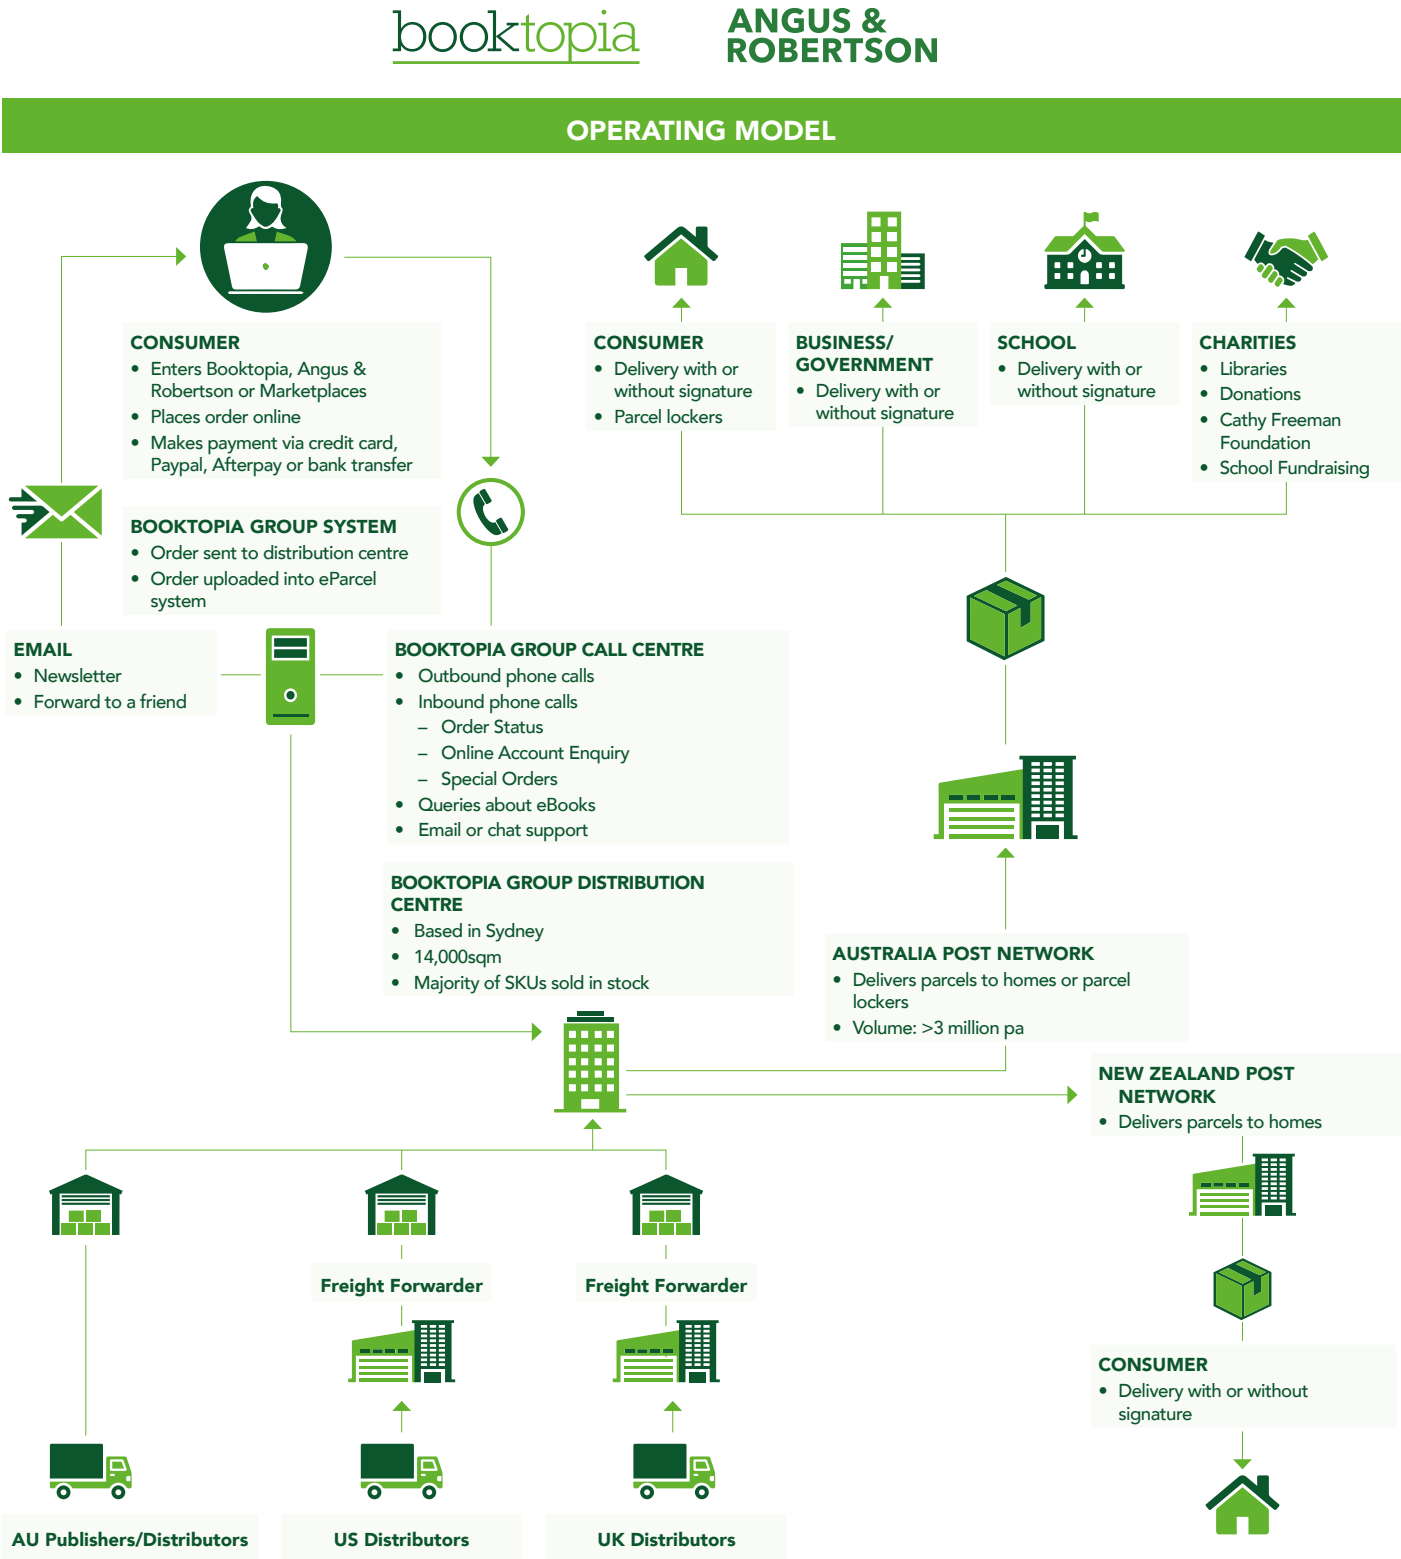 booktopia
ANGUS &
ROBERTSON
OPERATING MODEL
CONSUMER
• Enters Booktopia, Angus &
Robertson or Marketplaces
• Places order online
• Makes payment via credit card,
Paypal, Afterpay or bank transfer
BOOKTOPIA GROUP SYSTEM
• Order sent to distribution centre
• Order uploaded into eParcel
system
EMAIL
• Newsletter
• Forward to a friend
BOOKTOPIA GROUP CALL CENTRE
• Outbound phone calls
• Inbound phone calls
– Order Status
– Online Account Enquiry
– Special Orders
• Queries about eBooks
• Email or chat support
BOOKTOPIA GROUP DISTRIBUTION
CENTRE
• Based in Sydney
• 14,000sqm
• Majority of SKUs sold in stock
CONSUMER
• Delivery with or
without signature
• Parcel lockers
BUSINESS/
GOVERNMENT
• Delivery with or
without signature
SCHOOL
• Delivery with or
without signature
CHARITIES
• Libraries
• Donations
• Cathy Freeman
Foundation
• School Fundraising
AUSTRALIA POST NETWORK
• Delivers parcels to homes or parcel
lockers
• Volume: >3 million pa
NEW ZEALAND POST
NETWORK
• Delivers parcels to homes
CONSUMER
• Delivery with or without
signature
Freight Forwarder
Freight Forwarder
AU Publishers/Distributors
US Distributors
UK Distributors